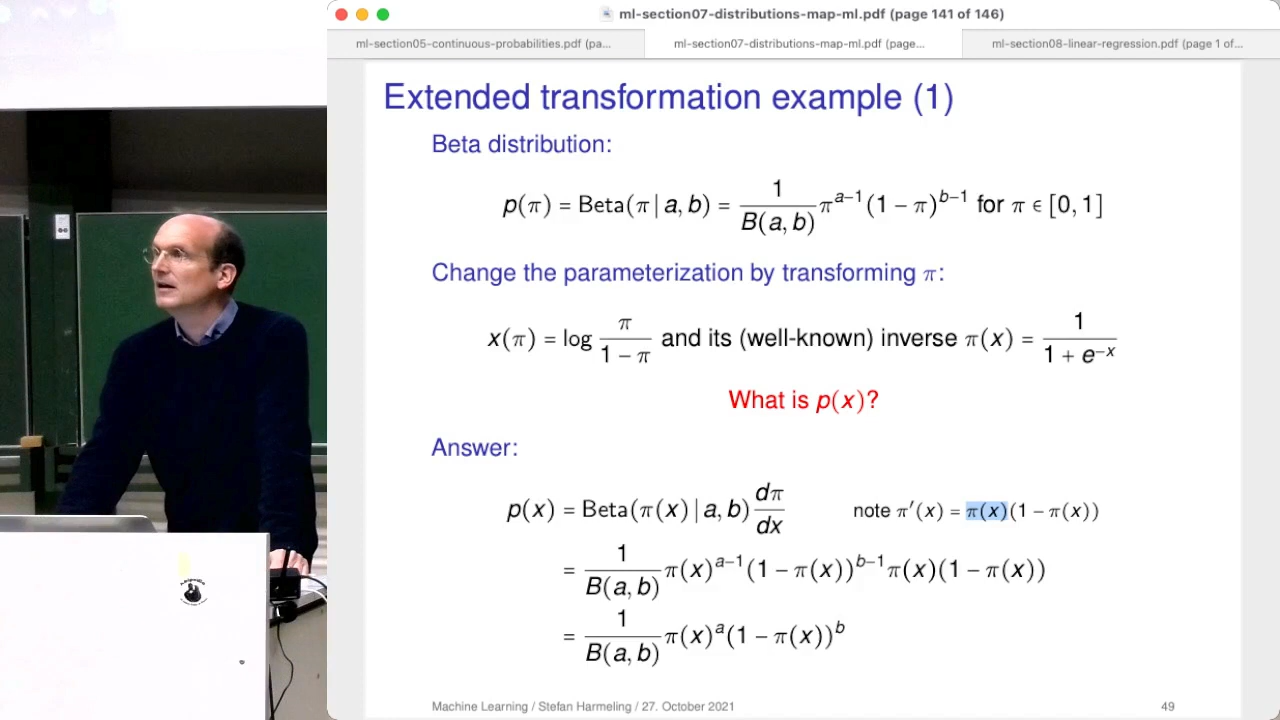 ml-section07-distributions-map-ml.pdf (page 141 of 146)
ml-section05-continuous-probabilities.pdf (pa...
ml-section07-distributions-map-ml.pdf (page...
ml-section08-linear-regression.pdf (page 1 of...
Extended transformation example (1)
Beta distribution:
p(π) = Beta(π | a, b) = 1/B(a, b) π^{a−1}(1 − π)^{b−1} for π ∈ [0, 1]
Change the parameterization by transforming π:
x(π) = log π/(1 − π) and its (well-known) inverse π(x) = 1/(1 + e^{−x})
What is p(x)?
Answer:
p(x) = Beta(π(x) | a, b) dπ/dx note π′(x) = π(x)(1 − π(x))
= 1/B(a, b) π(x)^{a−1}(1 − π(x))^{b−1}π(x)(1 − π(x))
= 1/B(a, b) π(x)^a(1 − π(x))^b
Machine Learning / Stefan Harmeling / 27. October 2021 49